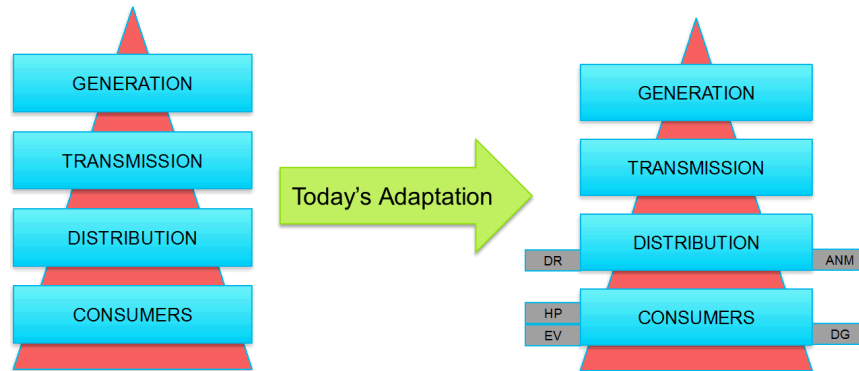 GENERATION
TRANSMISSION
DISTRIBUTION
CONSUMERS
Today's Adaptation
GENERATION
TRANSMISSION
DISTRIBUTION
DR
ANM
HP
CONSUMERS
EV
DG